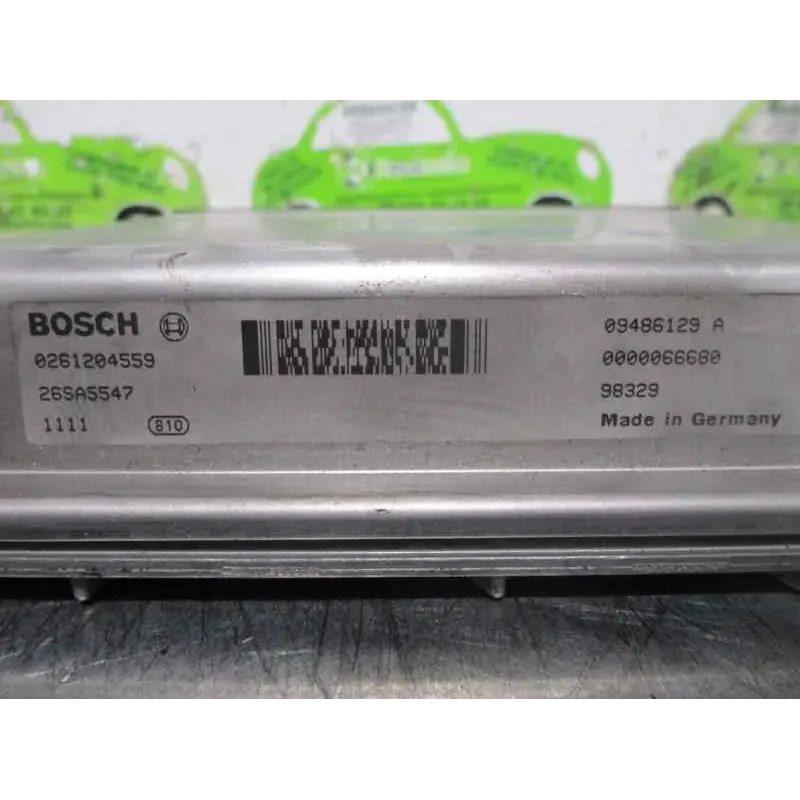 BOSCH
0261204559
26SA5547
1111 810
09486129 A
0000066680
98329
Made in Germany